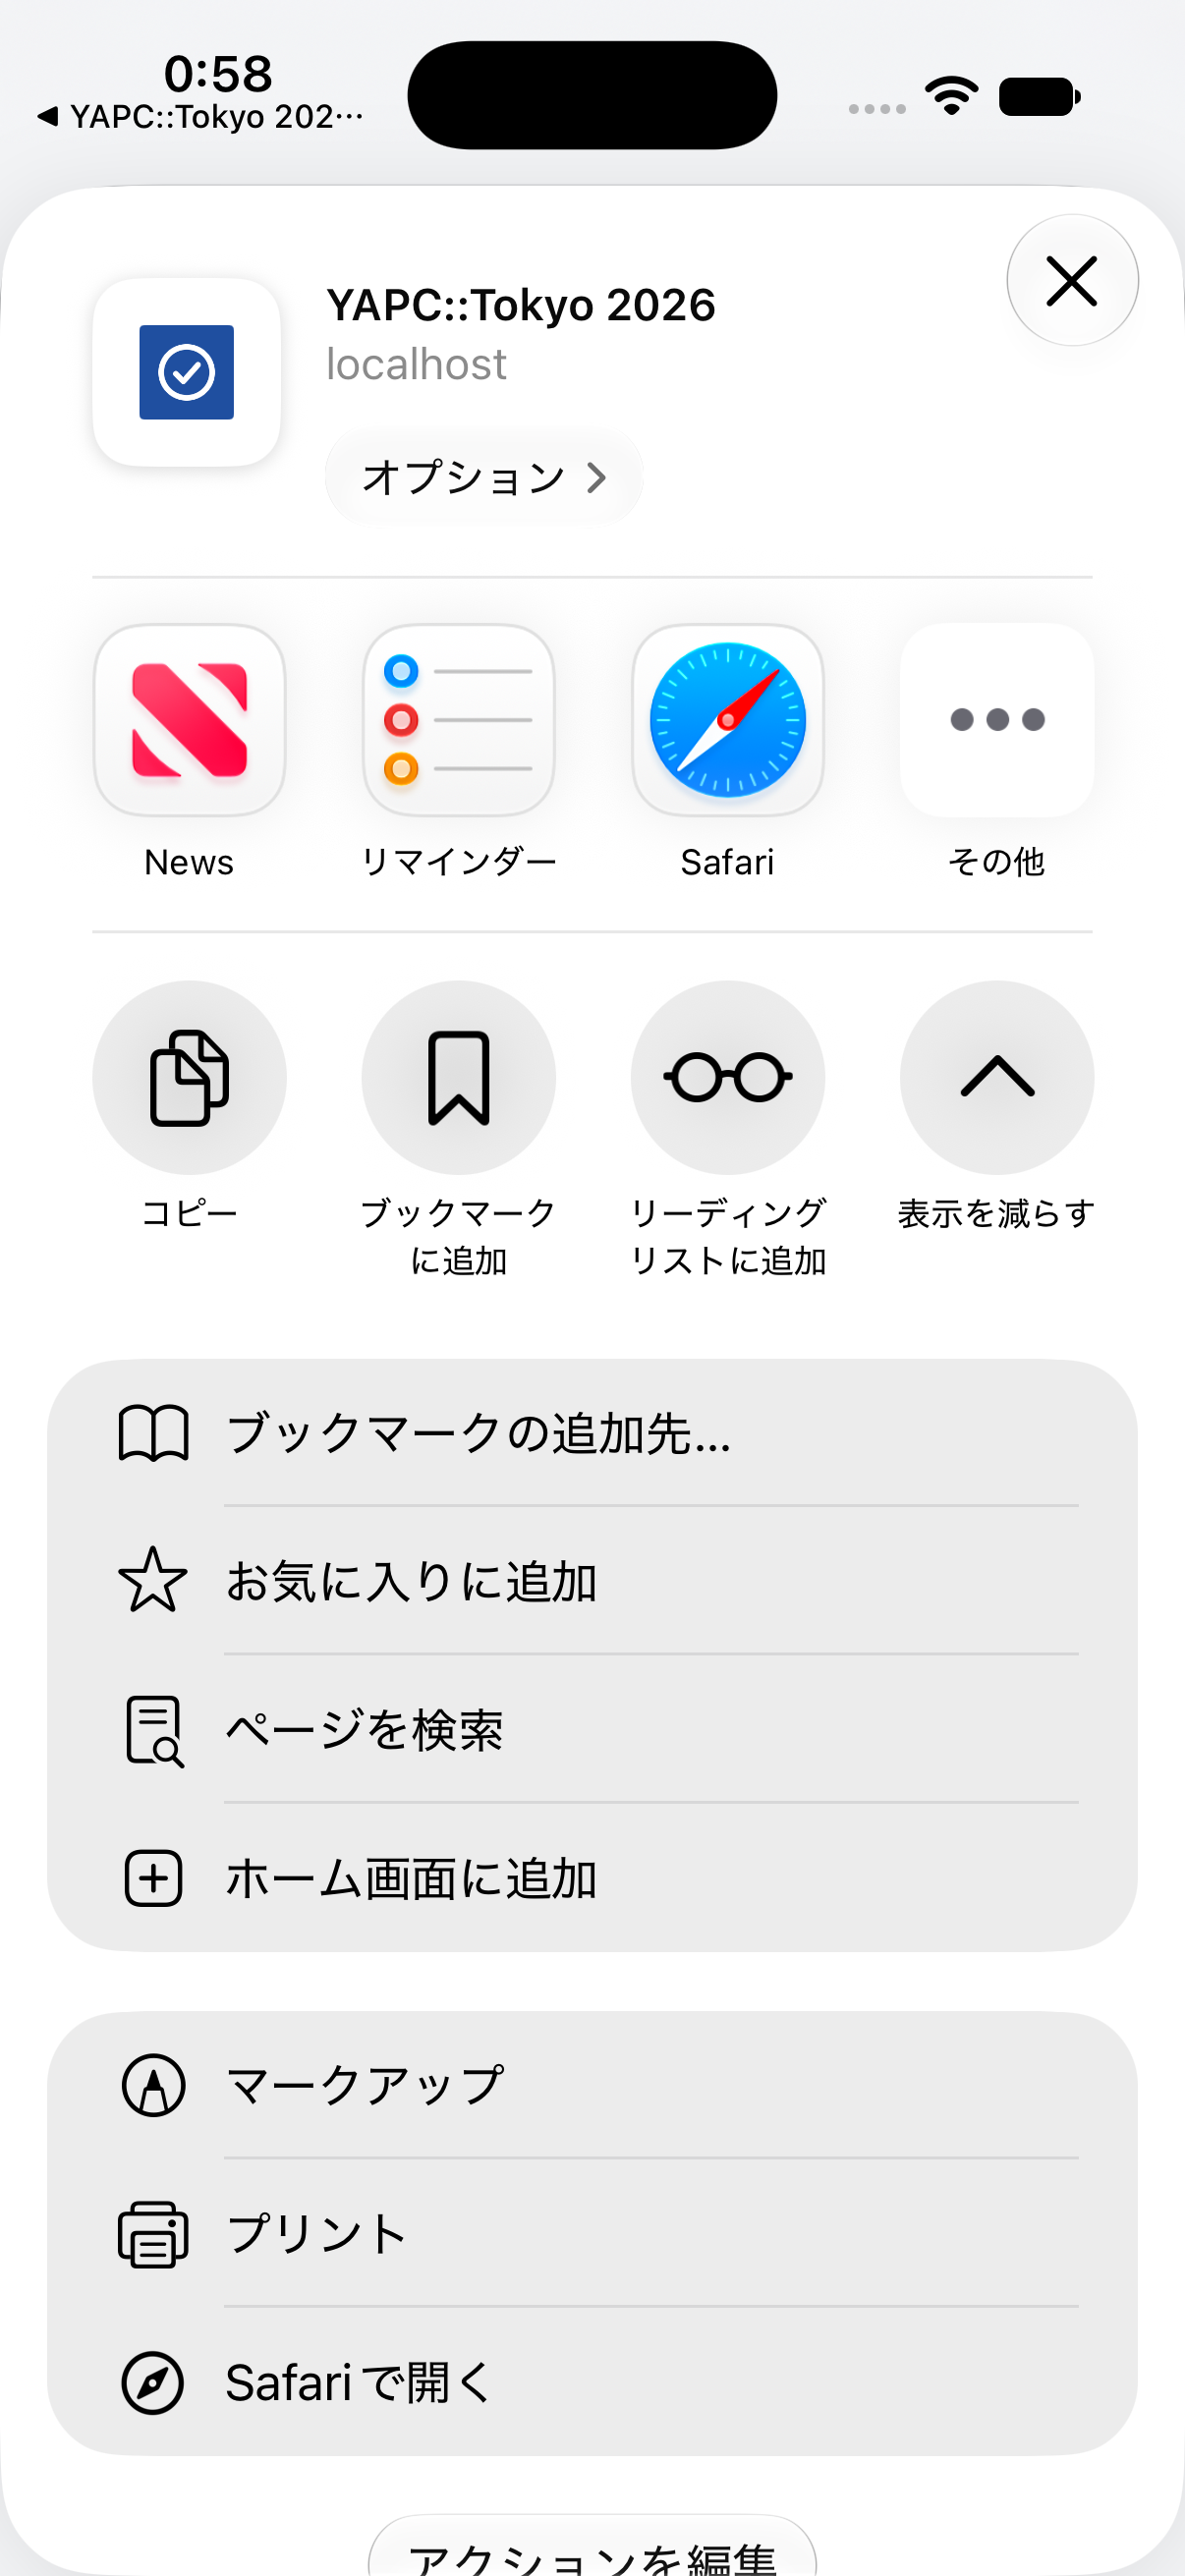 0:58
◀ YAPC::Tokyo 202…
YAPC::Tokyo 2026
localhost
オプション
News
リマインダー
Safari
その他
コピー
ブックマーク
に追加
リーディング
リストに追加
表示を減らす
ブックマークの追加先...
お気に入りに追加
ページを検索
ホーム画面に追加
マークアップ
プリント
Safariで開く
アクションを編集